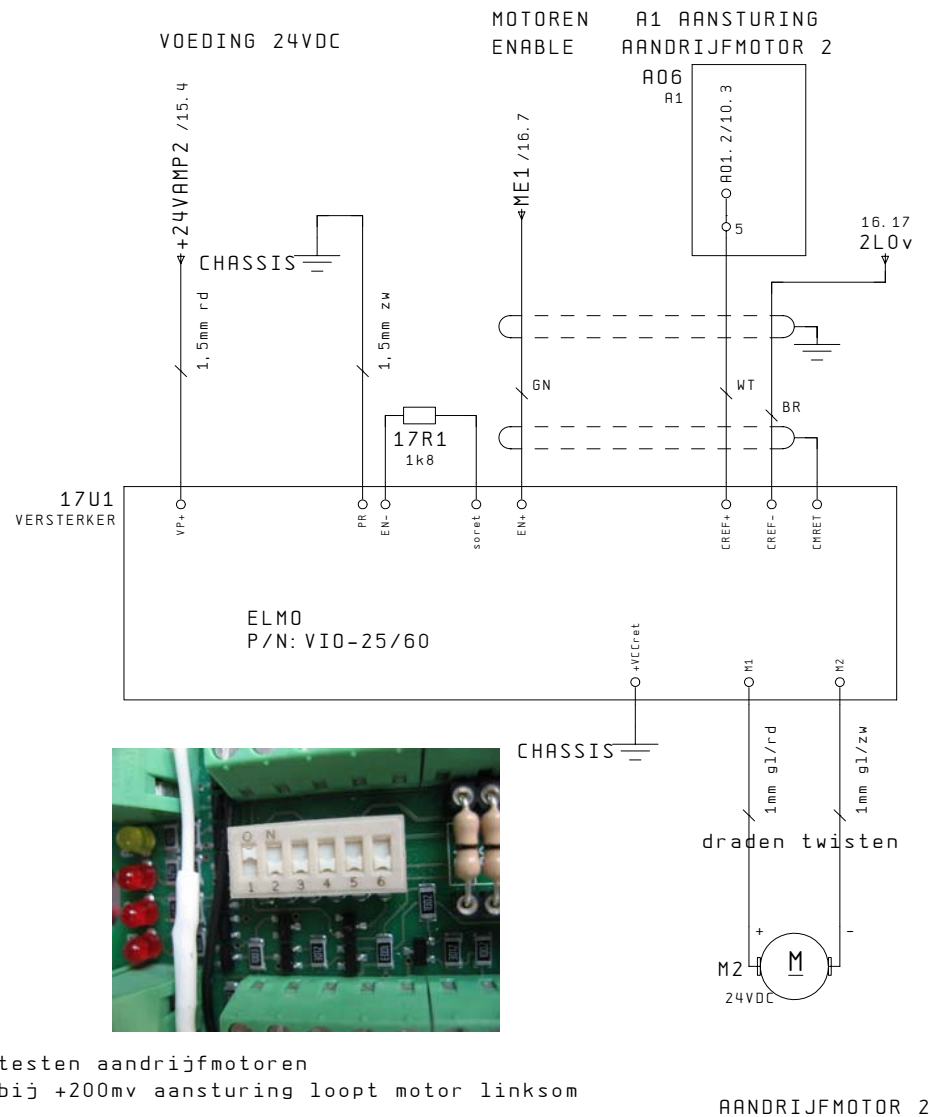 VOEDING 24VDC
MOTOREN
ENABLE
A1 AANSTURING
AANDRIJFMOTOR 2
A06
A1
A01.2/10.3
5
+24VAMP2 /15.4
ME1 /16.7
16.17
2L0v
CHASSIS
1,5mm rd
1,5mm zw
GN
WT
BR
17R1
1k8
17U1
VERSTERKER
VP+
PR
EN-
soret
EN+
CREF+
CREF-
CMRET
ELMO
P/N: VIO-25/60
+VCCret
M1
M2
CHASSIS
1mm gl/rd
1mm gl/zw
draden twisten
O N
1 2 3 4 5 6
+
-
M2
M
24VDC
testen aandrijfmotoren
bij +200mv aansturing loopt motor linksom
AANDRIJFMOTOR 2